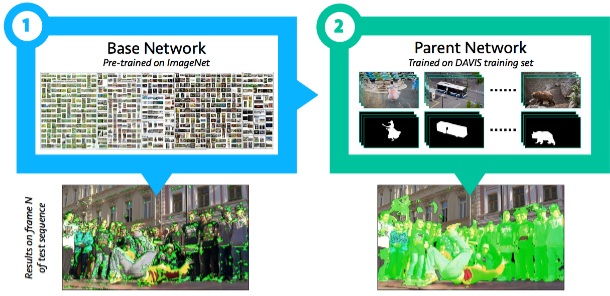 1
Base Network
Pre-trained on ImageNet
2
Parent Network
Trained on DAVIS training set
Results on frame N
of test sequence